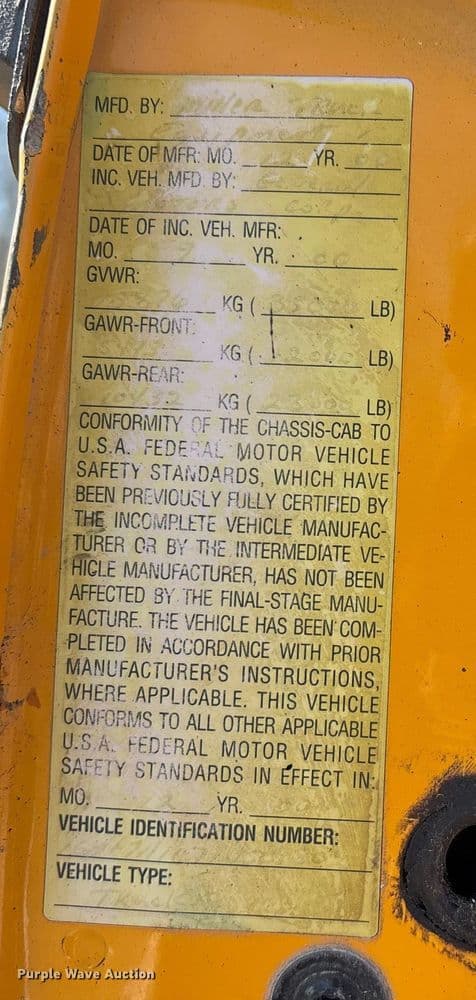 MFD. BY:
DATE OF MFR: MO. YR.
INC. VEH. MFD. BY:
DATE OF INC. VEH. MFR:
MO. YR. 00
GVWR:
KG ( LB)
GAWR-FRONT:
KG ( LB)
GAWR-REAR:
KG ( LB)
CONFORMITY OF THE CHASSIS-CAB TO
U.S.A. FEDERAL MOTOR VEHICLE
SAFETY STANDARDS, WHICH HAVE
BEEN PREVIOUSLY FULLY CERTIFIED BY
THE INCOMPLETE VEHICLE MANUFAC-
TURER OR BY THE INTERMEDIATE VE-
HICLE MANUFACTURER, HAS NOT BEEN
AFFECTED BY THE FINAL-STAGE MANU-
FACTURE. THE VEHICLE HAS BEEN COM-
PLETED IN ACCORDANCE WITH PRIOR
MANUFACTURER'S INSTRUCTIONS,
WHERE APPLICABLE. THIS VEHICLE
CONFORMS TO ALL OTHER APPLICABLE
U.S.A. FEDERAL MOTOR VEHICLE
SAFETY STANDARDS IN EFFECT IN:
MO. YR.
VEHICLE IDENTIFICATION NUMBER:
VEHICLE TYPE:
Purple Wave Auction